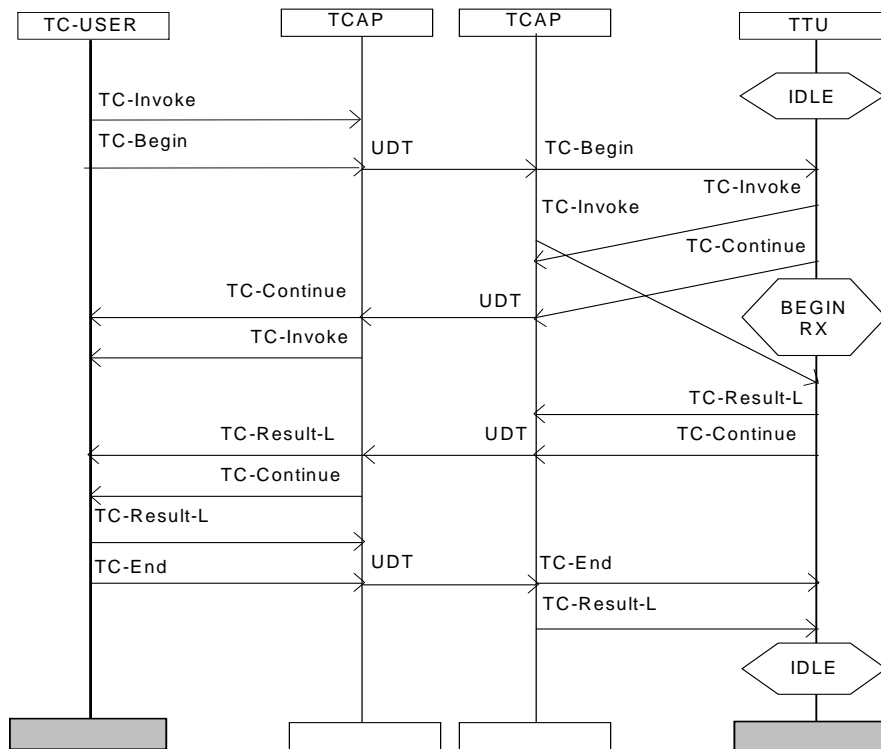 TC-USER
TCAP
TCAP
TTU
IDLE
TC-Invoke
TC-Begin
UDT
TC-Begin
TC-Invoke
TC-Invoke
TC-Continue
TC-Continue
UDT
BEGIN
RX
TC-Invoke
TC-Result-L
TC-Result-L
UDT
TC-Continue
TC-Continue
TC-Result-L
TC-End
UDT
TC-End
TC-Result-L
IDLE